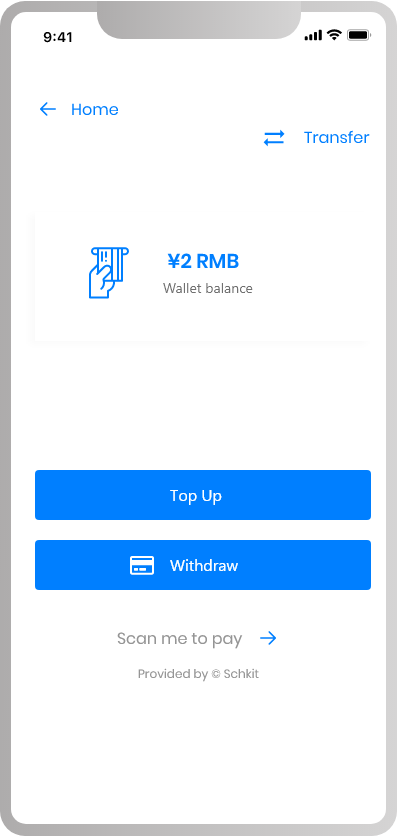 9:41
Home
Transfer
¥2 RMB
Wallet balance
Top Up
Withdraw
Scan me to pay
Provided by © Schkit